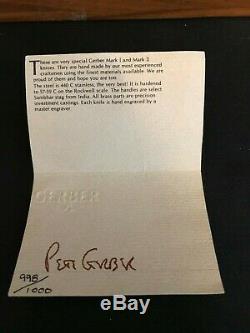 These are very special Gerber Mark I and Mark 2
knives. They are hand made by our most experienced
craftsmen using the finest materials available. We are
proud of them and hope you are too.
The steel is 440 C stainless, the very best! It is hardened
to 57-59 C on the Rockwell scale. The handles are select
Sambhar stag from India. All brass parts are precision
investment castings. Each knife is hand engraved by a
master engraver.
GERBER
Pete Gerber
998/1000